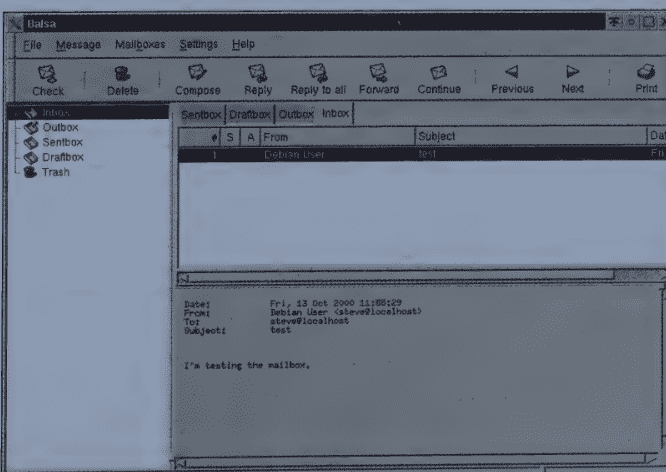 Balsa
File Message Mailboxes Settings Help
Check Delete Compose Reply Reply to all Forward Continue Previous Next Print
Inbox
Outbox
Sentbox
Draftbox
Trash
Sentbox Draftbox Outbox Inbox
# S A From Subject Dat
1 Debian User test Fri
Date: Fri, 13 Oct 2000
From: Debian User <steve@localhost>
To: steve@localhost
Subject: test
I'm testing the mailbox.